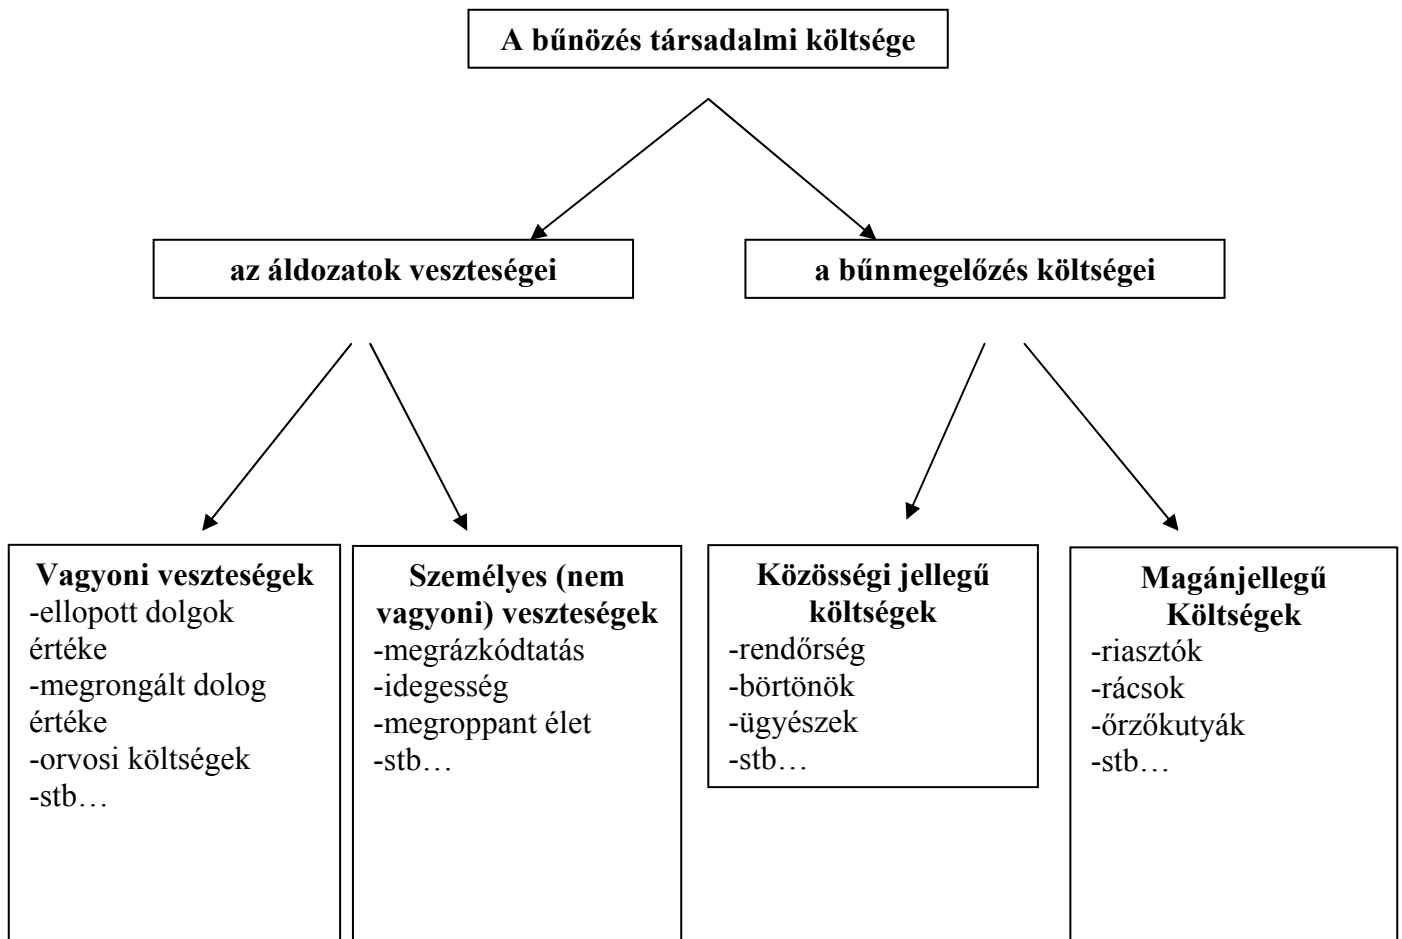 A bűnözés társadalmi költsége
az áldozatok veszteségei
a bűnmegelőzés költségei
Vagyoni veszteségek
-ellopott dolgok
értéke
-megrongált dolog
értéke
-orvosi költségek
-stb…
Személyes (nem
vagyoni) veszteségek
-megrázkódtatás
-idegesség
-megroppant élet
-stb…
Közösségi jellegű
költségek
-rendőrség
-börtönök
-ügyészek
-stb…
Magánjellegű
Költségek
-riasztók
-rácsok
-őrzőkutyák
-stb…